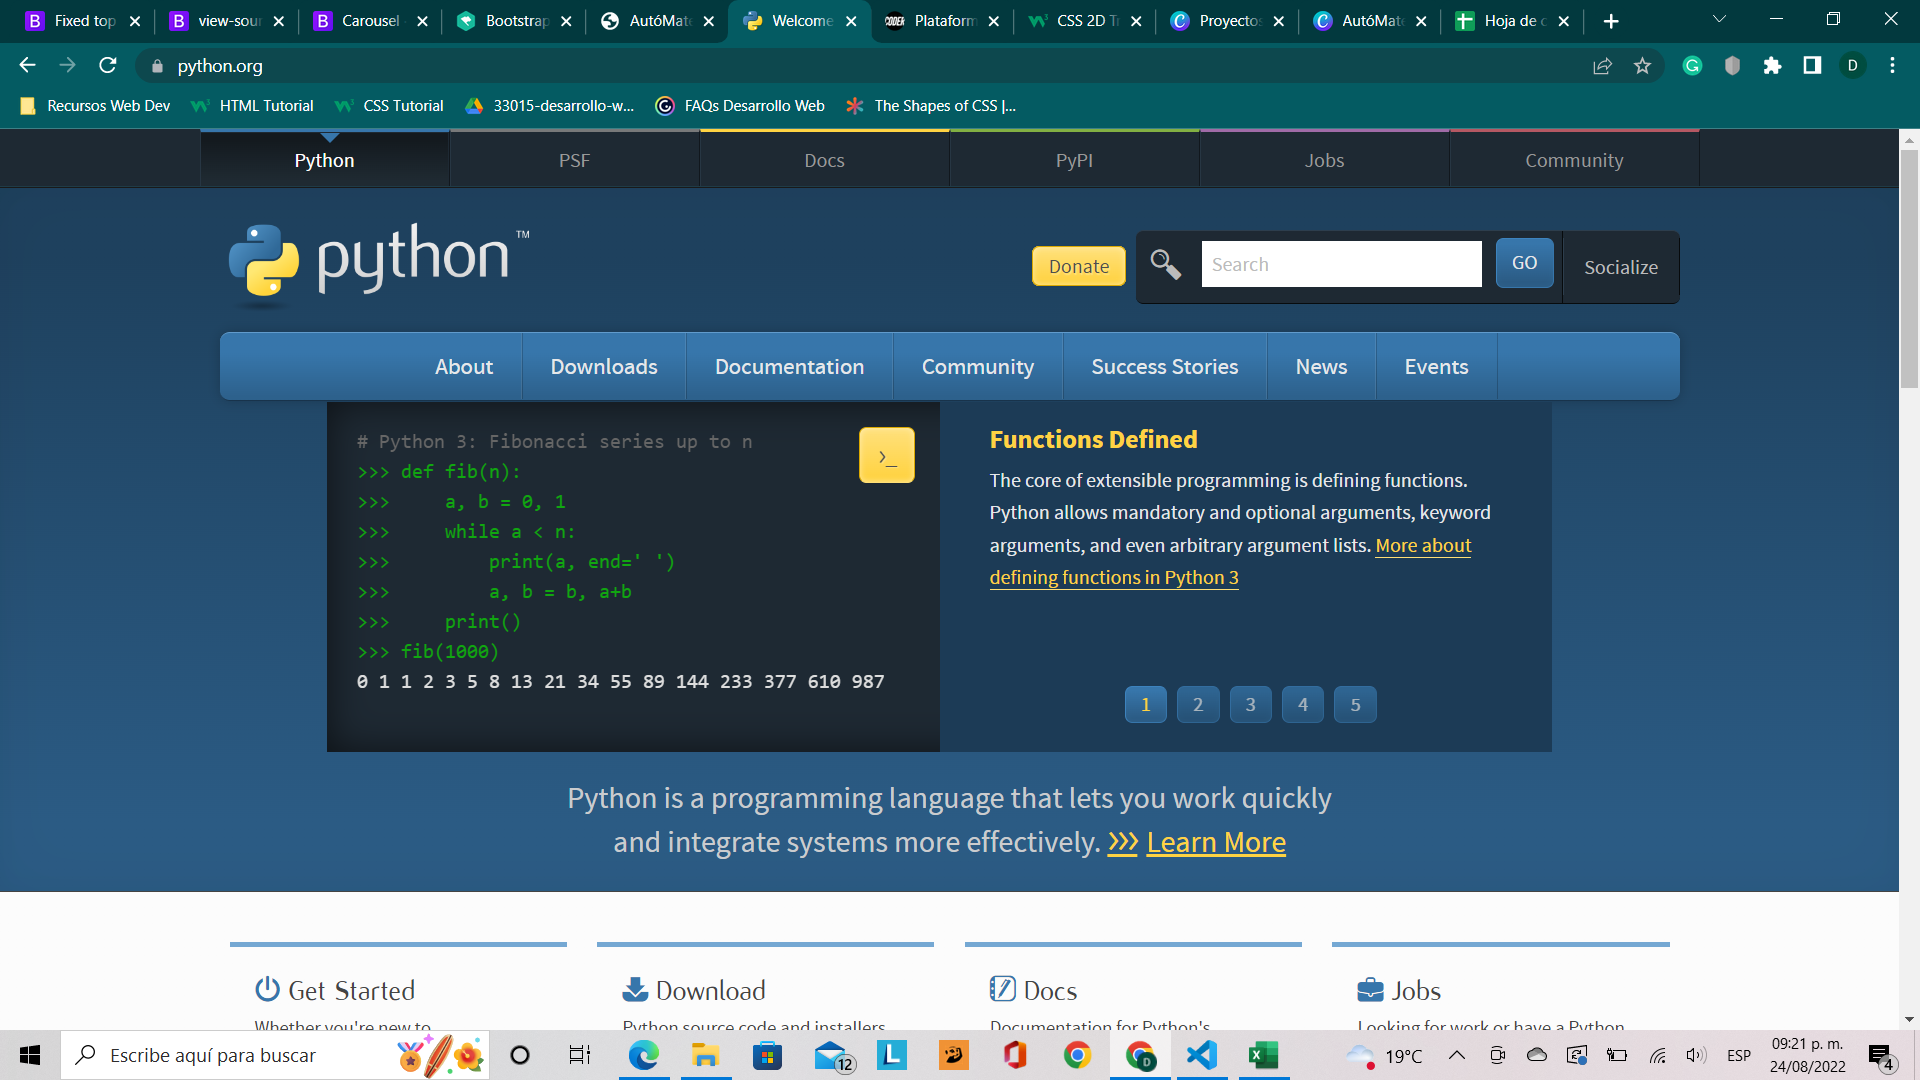 Fixed top
view-sour
Carousel
Bootstrap
AutóMate
Welcome
Plataform
CSS 2D Tr
Proyectos
AutóMate
Hoja de c
python.org
D
Recursos Web Dev
HTML Tutorial
CSS Tutorial
33015-desarrollo-w...
FAQs Desarrollo Web
The Shapes of CSS |...
Python
PSF
Docs
PyPI
Jobs
Community
python™
Donate
Search
GO
Socialize
About
Downloads
Documentation
Community
Success Stories
News
Events
# Python 3: Fibonacci series up to n
>>> def fib(n):
>>>     a, b = 0, 1
>>>     while a < n:
>>>         print(a, end=' ')
>>>         a, b = b, a+b
>>>     print()
>>> fib(1000)
0 1 1 2 3 5 8 13 21 34 55 89 144 233 377 610 987
>_
Functions Defined
The core of extensible programming is defining functions.
Python allows mandatory and optional arguments, keyword
arguments, and even arbitrary argument lists. More about
defining functions in Python 3
1
2
3
4
5
Python is a programming language that lets you work quickly
and integrate systems more effectively. >>> Learn More
Get Started
Download
Docs
Jobs
Whether you're new to
Python source code and installers
Documentation for Python's
Looking for work or have a Python
Escribe aquí para buscar
12
19°C
ESP
09:21 p. m.
24/08/2022
4